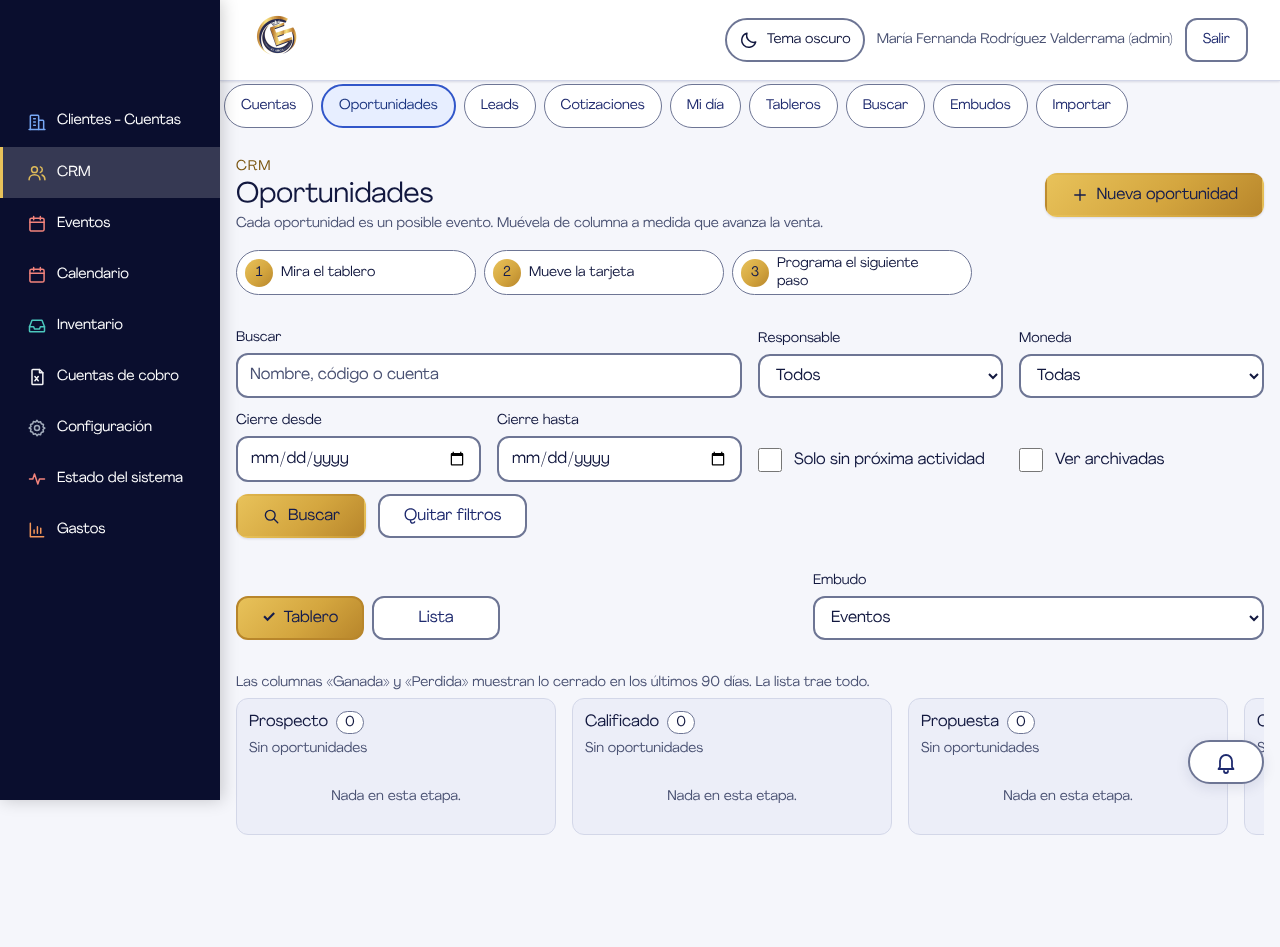 Tema oscuro
María Fernanda Rodríguez Valderrama (admin)
Salir
Clientes - Cuentas
CRM
Eventos
Calendario
Inventario
Cuentas de cobro
Configuración
Estado del sistema
Gastos
Cuentas
Oportunidades
Leads
Cotizaciones
Mi día
Tableros
Buscar
Embudos
Importar
CRM
Oportunidades
Cada oportunidad es un posible evento. Muévela de columna a medida que avanza la venta.
Nueva oportunidad
1 Mira el tablero
2 Mueve la tarjeta
3 Programa el siguiente
paso
Buscar
Nombre, código o cuenta
Responsable
Todos
Moneda
Todas
Cierre desde
mm/dd/yyyy
Cierre hasta
mm/dd/yyyy
Solo sin próxima actividad
Ver archivadas
Buscar
Quitar filtros
Tablero
Lista
Embudo
Eventos
Las columnas «Ganada» y «Perdida» muestran lo cerrado en los últimos 90 días. La lista trae todo.
Prospecto 0
Sin oportunidades
Nada en esta etapa.
Calificado 0
Sin oportunidades
Nada en esta etapa.
Propuesta 0
Sin oportunidades
Nada en esta etapa.